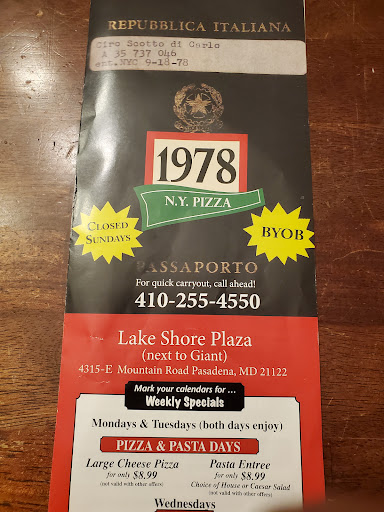 REPUBBLICA ITALIANA
Ciro Scotto di Carlo
A 35 737 046
ent.NYC 9-18-78
1978
N.Y. PIZZA
CLOSED
SUNDAYS
BYOB
PASSAPORTO
For quick carryout, call ahead!
410-255-4550
Lake Shore Plaza
(next to Giant)
4315-E Mountain Road Pasadena, MD 21122
Mark your calendars for ...
Weekly Specials
Mondays & Tuesdays (both days enjoy)
PIZZA & PASTA DAYS
Large Cheese Pizza
for only $8.99
(not valid with other offers)
Pasta Entree
for only $8.99
Choice of House or Caesar Salad
(not valid with other offers)
Wednesdays